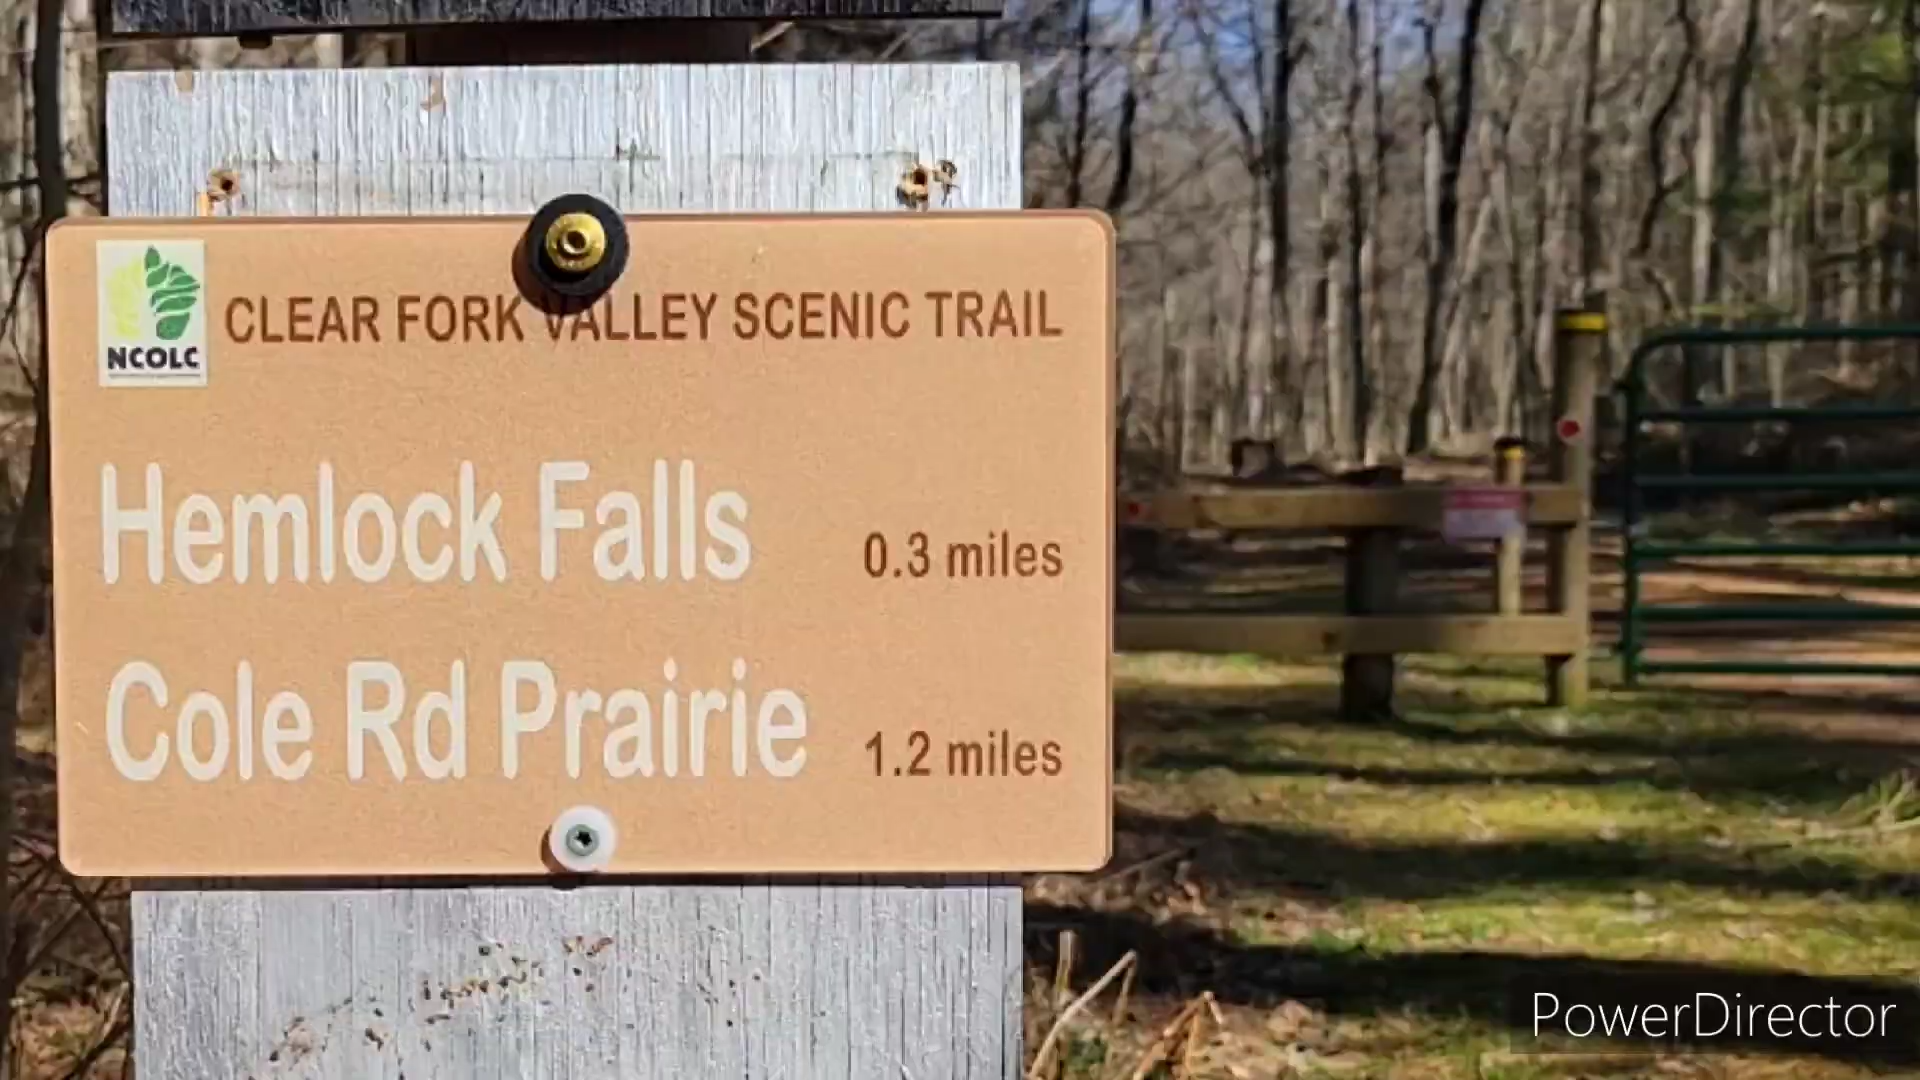 NCOLC
CLEAR FORK VALLEY SCENIC TRAIL
Hemlock Falls 0.3 miles
Cole Rd Prairie 1.2 miles
PowerDirector